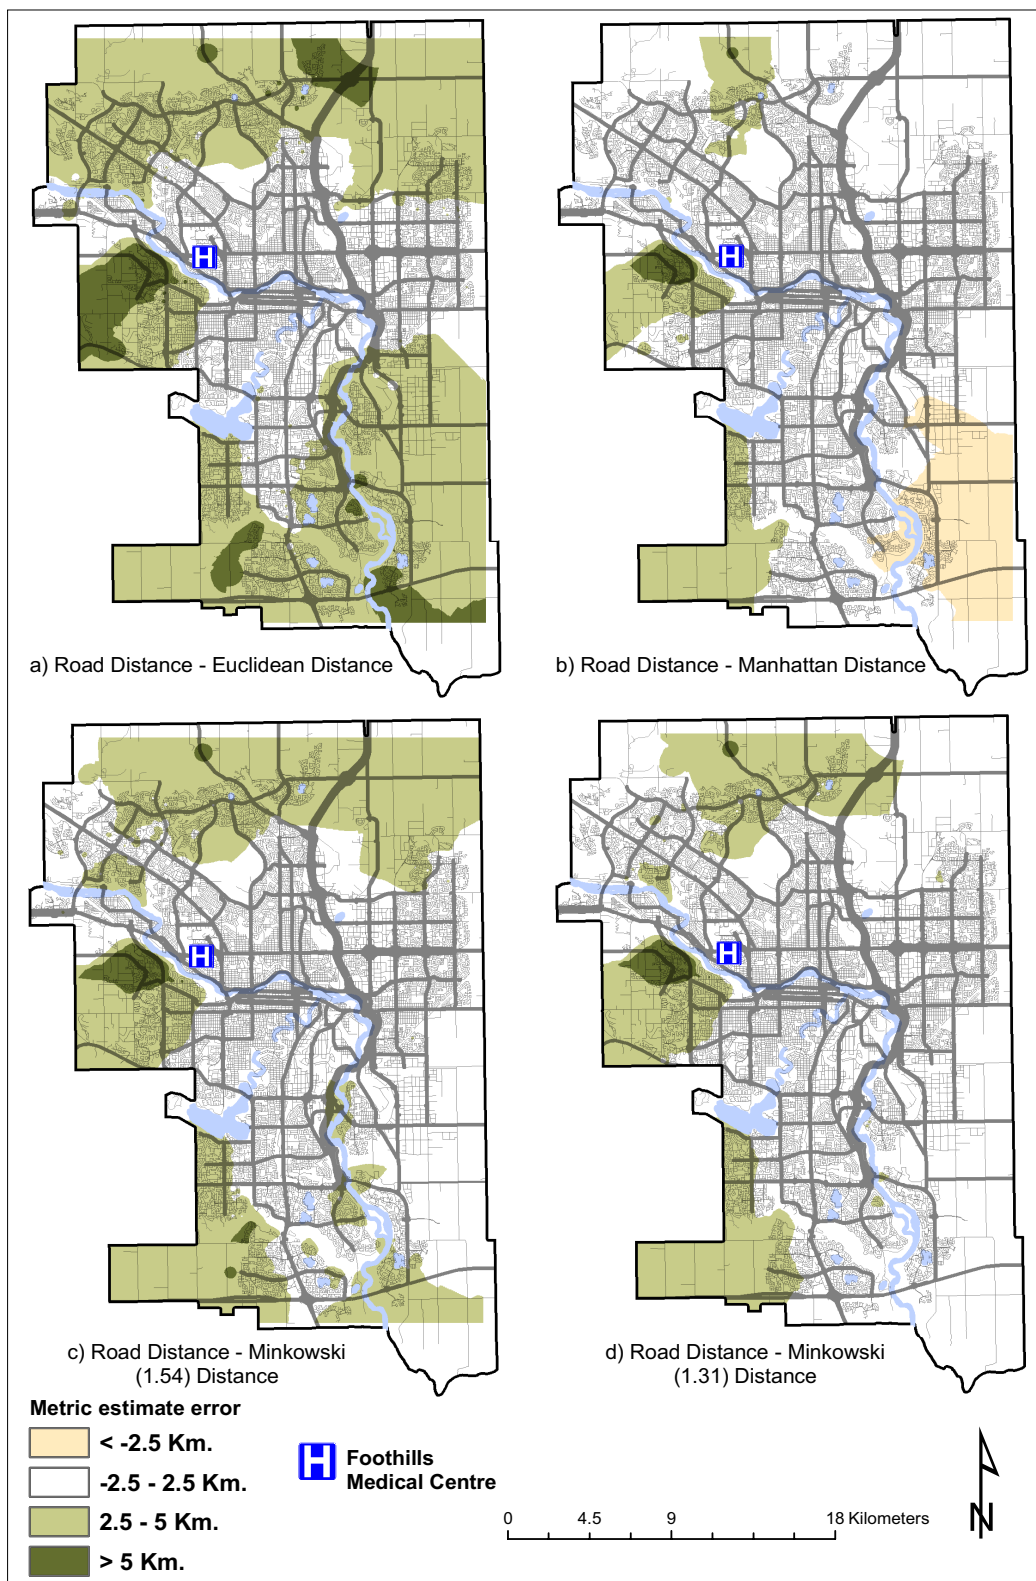 H
H
a) Road Distance - Euclidean Distance
b) Road Distance - Manhattan Distance
H
H
c) Road Distance - Minkowski
(1.54) Distance
d) Road Distance - Minkowski
(1.31) Distance
Metric estimate error
< -2.5 Km.
-2.5 - 2.5 Km.
2.5 - 5 Km.
> 5 Km.
H
Foothills
Medical Centre
0 4.5 9 18 Kilometers
N